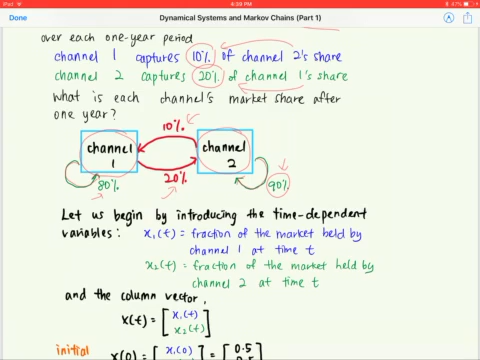 iPad
4:39 PM
Done
Dynamical Systems and Markov Chains (Part 1)
over each one-year period
channel 1 captures 10% of channel 2's share
channel 2 captures 20% of channel 1's share
What is each channel's market share after
one year?
10%
channel
1
channel
2
80%
20%
90%
Let us begin by introducing the time-dependent
variables: x₁(t) = fraction of the market held by
channel 1 at time t
x₂(t) = fraction of the market held by
channel 2 at time t
and the column vector,
x(t) = [x₁(t)
x₂(t)]
initial
x(0) = [x₁(0) = [0.5